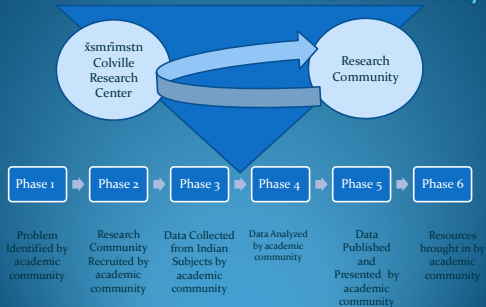 x̌smrim̓stn
Colville
Research
Center
Research
Community
Phase 1
Phase 2
Phase 3
Phase 4
Phase 5
Phase 6
Problem
Identified by
academic
community
Research
Community
Recruited by
academic
community
Data Collected
from Indian
Subjects by
academic
community
Data Analyzed
by academic
community
Data
Published
and
Presented by
academic
community
Resources
brought in by
academic
community